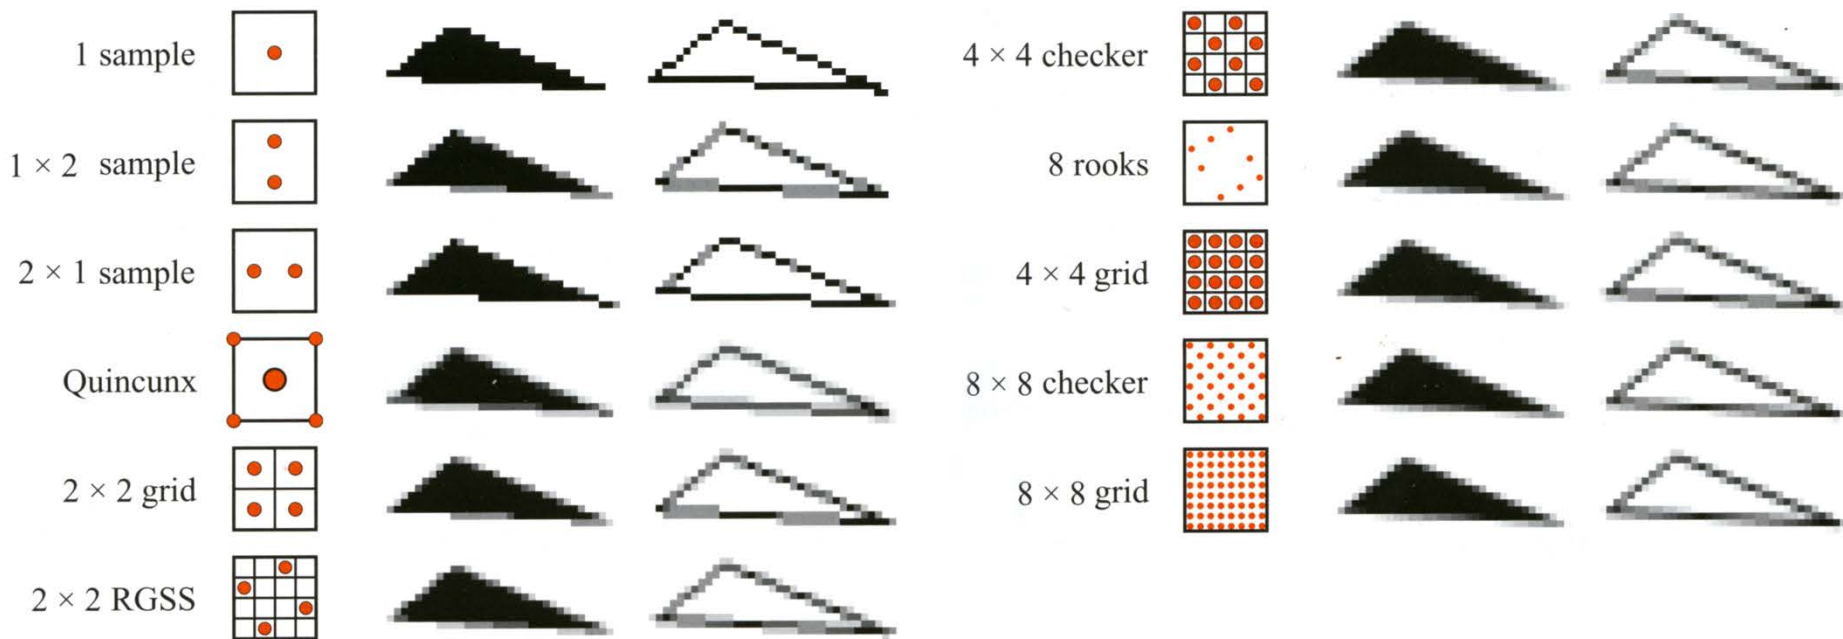 1 sample
1 × 2 sample
2 × 1 sample
Quincunx
2 × 2 grid
2 × 2 RGSS
4 × 4 checker
8 rooks
4 × 4 grid
8 × 8 checker
8 × 8 grid